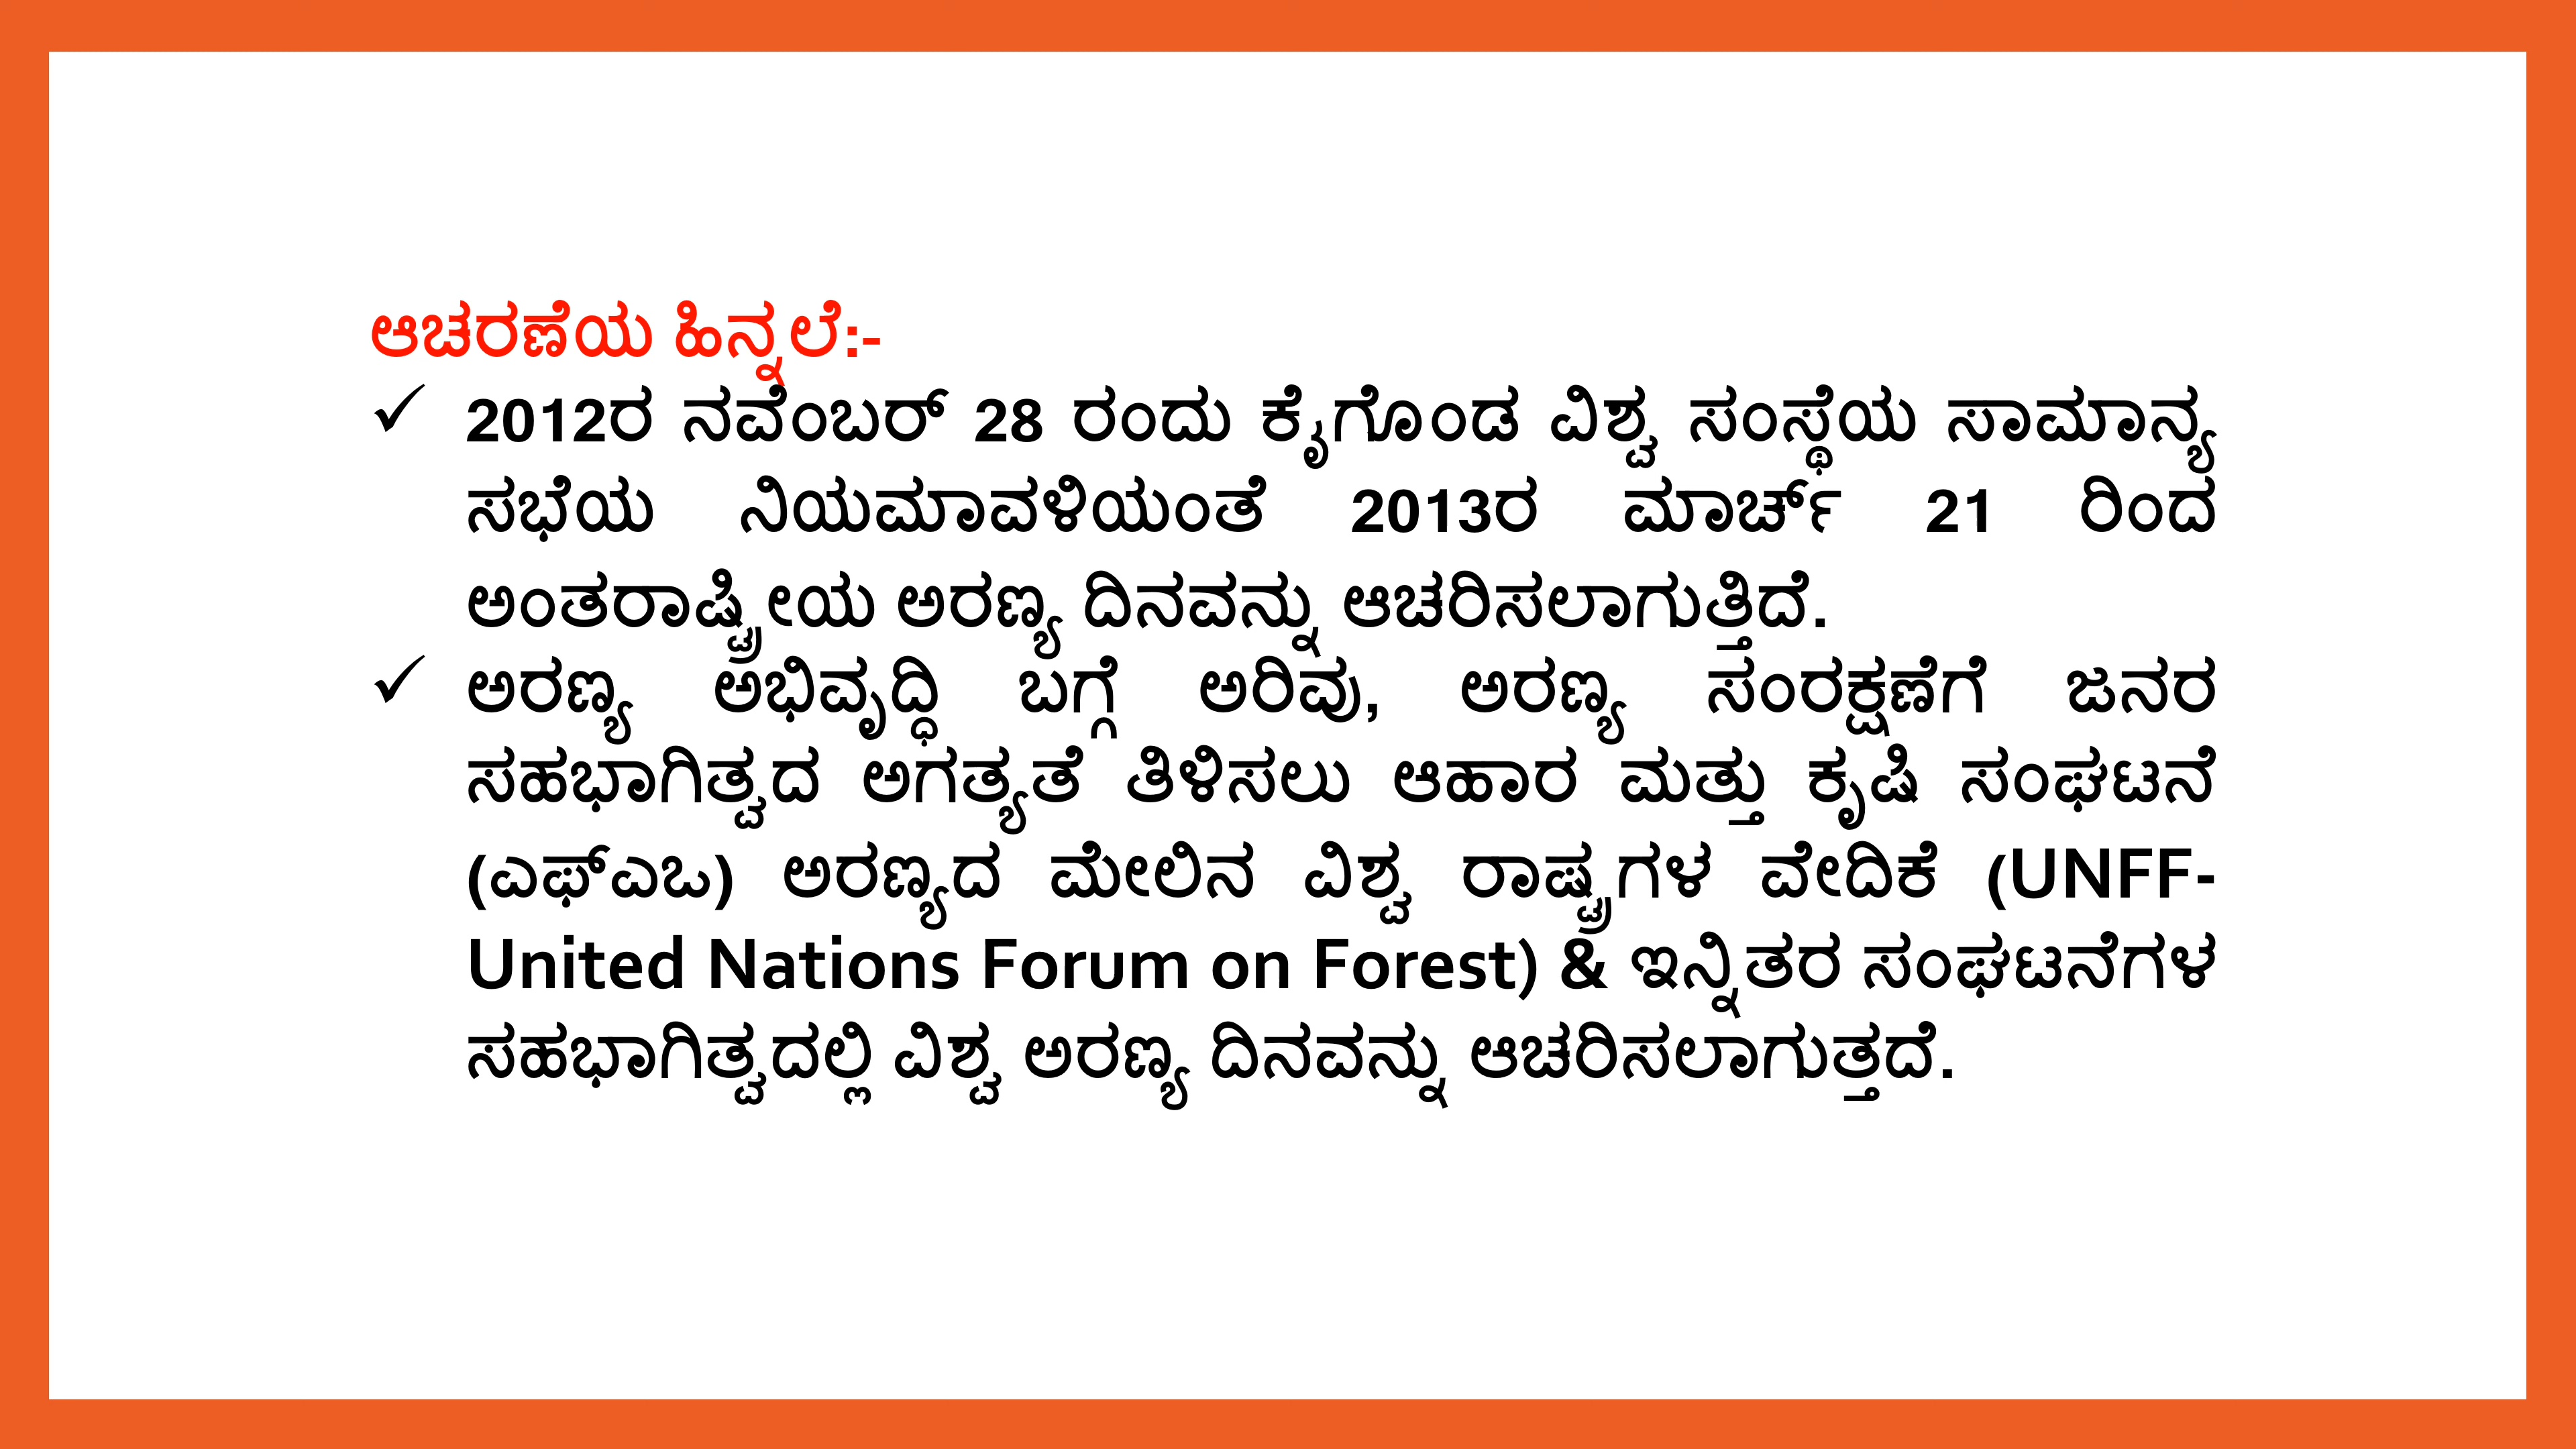 ಆಚರಣೆಯ ಹಿನ್ನಲೆ:-
✓ 2012ರ ನವೆಂಬರ್ 28 ರಂದು ಕೈಗೊಂಡ ವಿಶ್ವ ಸಂಸ್ಥೆಯ ಸಾಮಾನ್ಯ
ಸಭೆಯ ನಿಯಮಾವಳಿಯಂತೆ 2013ರ ಮಾರ್ಚ್ 21 ರಿಂದ
ಅಂತರಾಷ್ಟ್ರೀಯ ಅರಣ್ಯ ದಿನವನ್ನು ಆಚರಿಸಲಾಗುತ್ತಿದೆ.
✓ ಅರಣ್ಯ ಅಭಿವೃದ್ಧಿ ಬಗ್ಗೆ ಅರಿವು, ಅರಣ್ಯ ಸಂರಕ್ಷಣೆಗೆ ಜನರ
ಸಹಭಾಗಿತ್ವದ ಅಗತ್ಯತೆ ತಿಳಿಸಲು ಆಹಾರ ಮತ್ತು ಕೃಷಿ ಸಂಘಟನೆ
(ಎಫ್ಎಒ) ಅರಣ್ಯದ ಮೇಲಿನ ವಿಶ್ವ ರಾಷ್ಟ್ರಗಳ ವೇದಿಕೆ (UNFF-
United Nations Forum on Forest) & ಇನ್ನಿತರ ಸಂಘಟನೆಗಳ
ಸಹಭಾಗಿತ್ವದಲ್ಲಿ ವಿಶ್ವ ಅರಣ್ಯ ದಿನವನ್ನು ಆಚರಿಸಲಾಗುತ್ತದೆ.